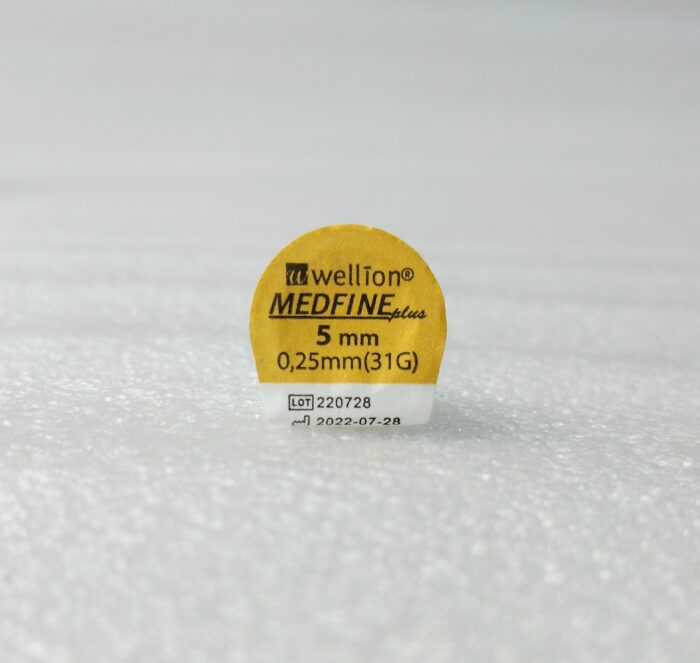 wellion®
MEDFINE plus
5 mm
0,25mm(31G)
LOT 220728
2022-07-28